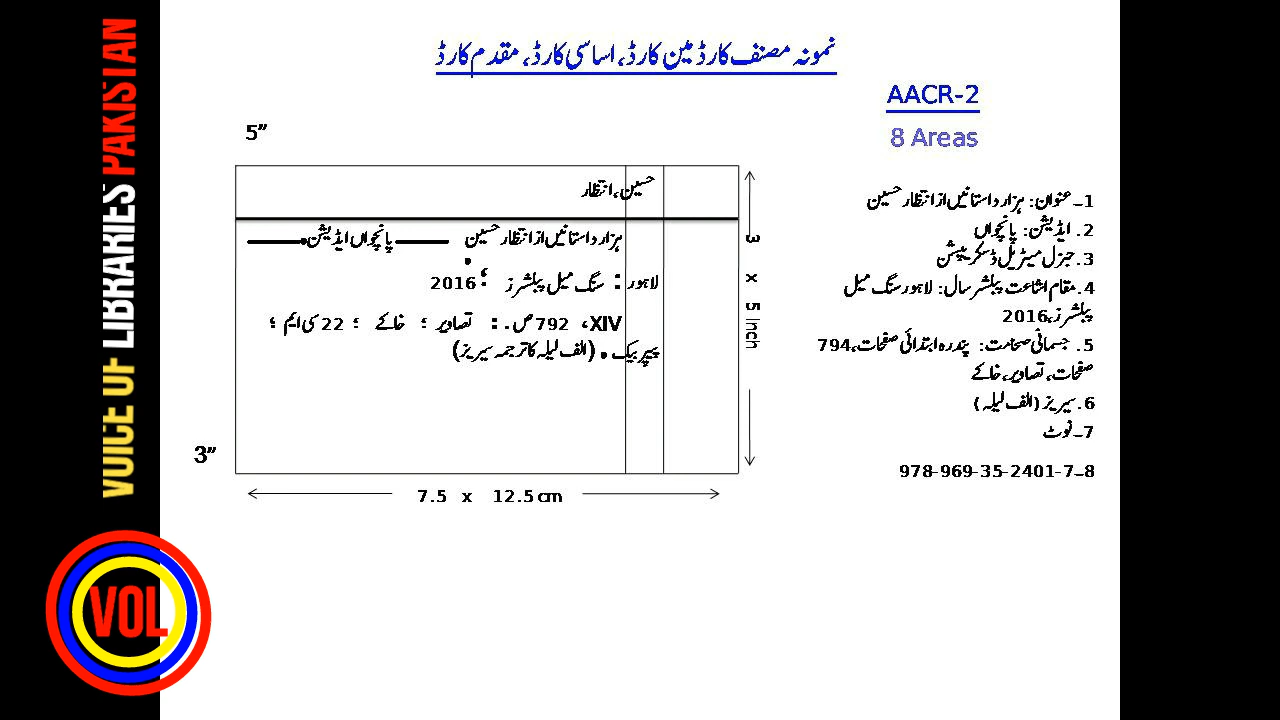 VOICE OF LIBRARIES PAKISTAN
VOL
نمونہ مصنف کارڈ مین کارڈ، اساسی کارڈ، مقدم کارڈ
AACR-2
8 Areas
5”
حسین، انتظار
ہزار داستانیں از انتظار حسین . —— پانچواں ایڈیشن. ——
لاہور : سنگ میل پبلشرز ؛ 2016
XIV، 792 ص. : تصاویر ؛ خاکے ؛ 22 سی ایم ؛
پیپر بیک . (الف لیلہ کا ترجمہ سیریز)
3”
3 x 5 Inch
7.5 x 12.5 cm
1۔ عنوان: ہزار داستانیں از انتظار حسین
2. ایڈیشن: پانچواں
3. جنرل میٹریل ڈسکرپشن
4. مقام اشاعت پبلشر سال: لاہور سنگ میل
پبلشرز،2016
5. جسمانی ضخامت: پندرہ ابتدائی صفحات،794
صفحات، تصاویر، خاکے
6. سیریز (الف لیلہ)
7۔ نوٹ
8۔978-969-35-2401-7